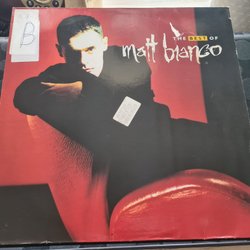 B
THE BEST OF
matt bianco